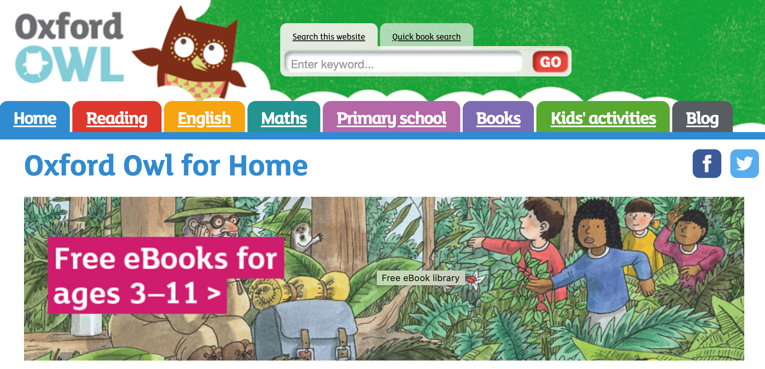 Oxford
OWL
Search this website
Quick book search
Enter keyword...
GO
Home
Reading
English
Maths
Primary school
Books
Kids' activities
Blog
Oxford Owl for Home
Free eBooks for
ages 3–11 >
Free eBook library